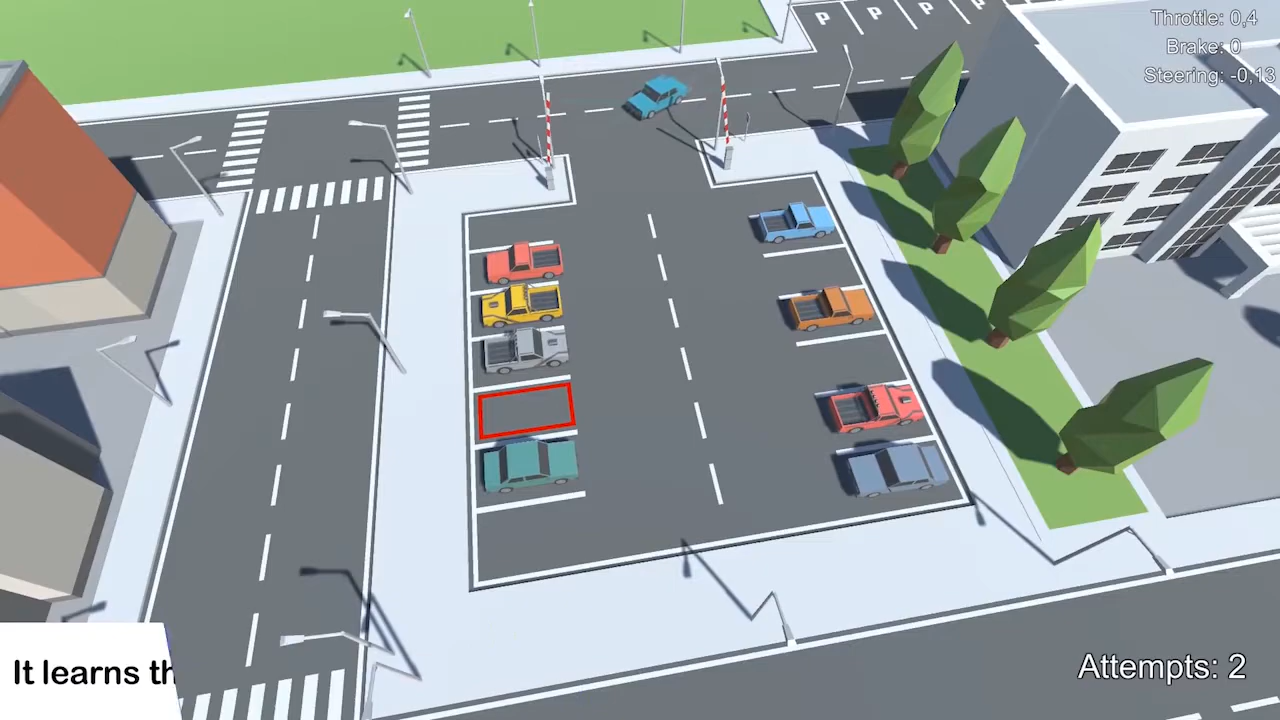 P P P P
Throttle: 0,4
Brake: 0
Steering: -0,13
It learns th
Attempts: 2